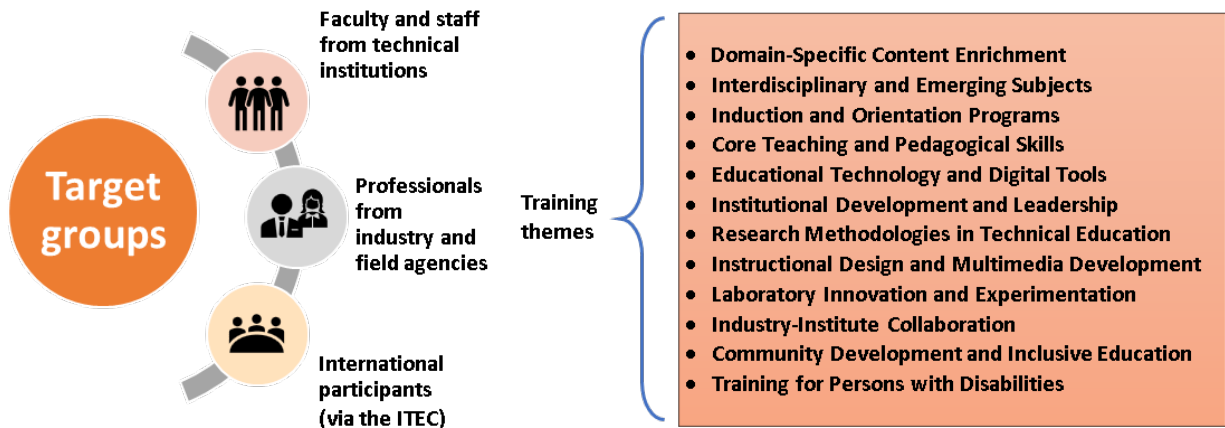 Target
groups
Faculty and staff
from technical
institutions
Professionals
from
industry and
field agencies
International
participants
(via the ITEC)
Training
themes
• Domain-Specific Content Enrichment
• Interdisciplinary and Emerging Subjects
• Induction and Orientation Programs
• Core Teaching and Pedagogical Skills
• Educational Technology and Digital Tools
• Institutional Development and Leadership
• Research Methodologies in Technical Education
• Instructional Design and Multimedia Development
• Laboratory Innovation and Experimentation
• Industry-Institute Collaboration
• Community Development and Inclusive Education
• Training for Persons with Disabilities